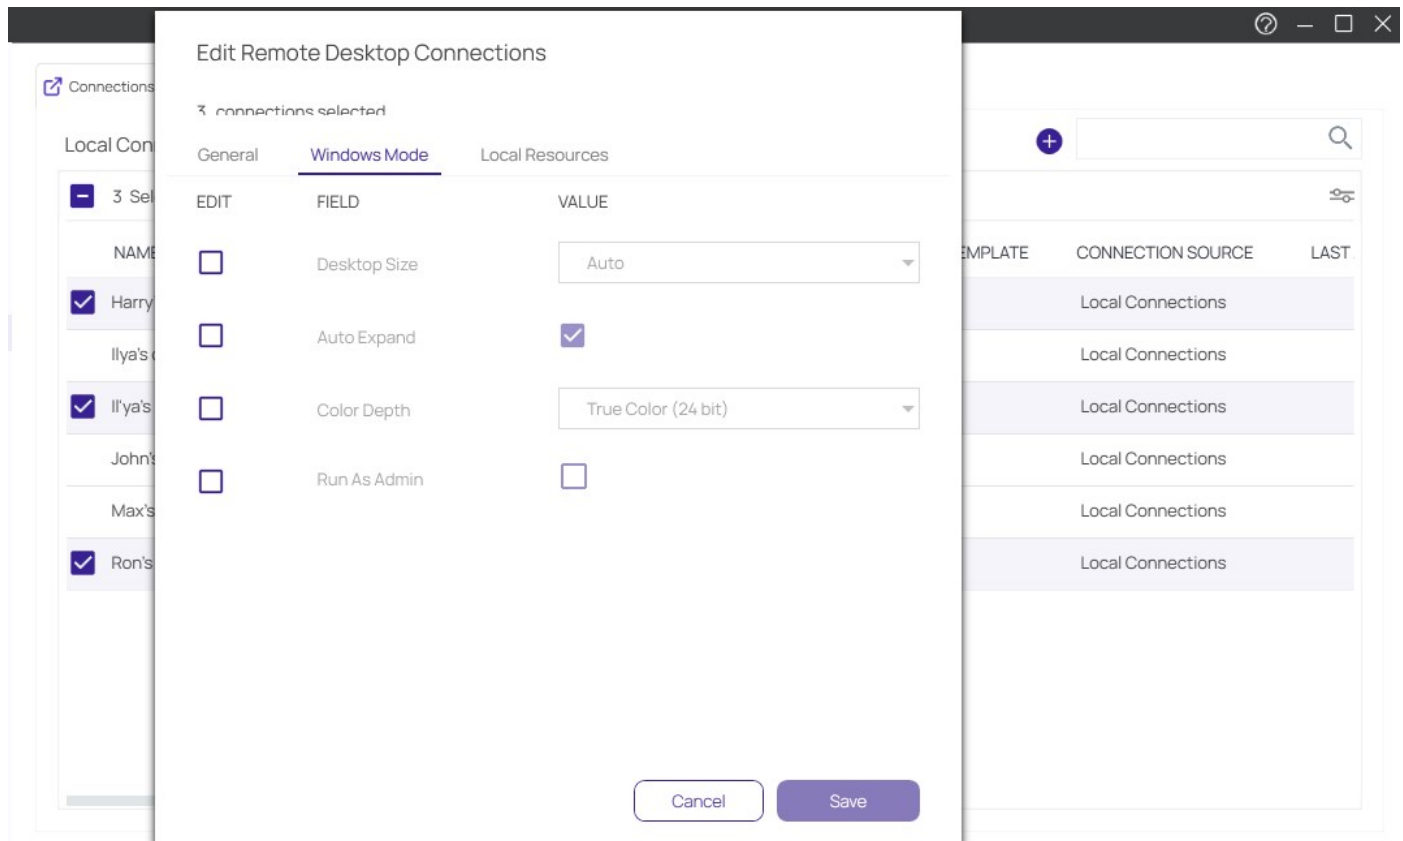 Edit Remote Desktop Connections
Connections
3 connections selected
Local Con
General Windows Mode Local Resources
3 Sel
EDIT FIELD VALUE
NAME EMPLATE CONNECTION SOURCE LAST
Desktop Size Auto
Harry Local Connections
Auto Expand
Ilya's Local Connections
Color Depth True Color (24 bit)
Il'ya's Local Connections
John's Local Connections
Run As Admin
Max's Local Connections
Ron's Local Connections
Cancel Save